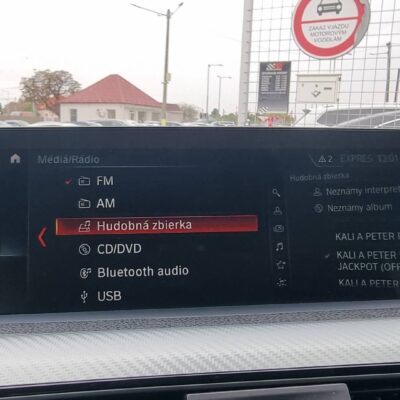 ZÁKAZ VJAZDU
MOTOROVÝM
VOZIDLÁM
Médiá/Rádio
2 EXPRES 13:01
FM
AM
Hudobná zbierka
CD/DVD
Bluetooth audio
USB
Hudobná zbierka
Neznámy interpret
Neznámy album
KALI A PETER
KALI A PETER
JACKPOT (OFF
KALI A PETER